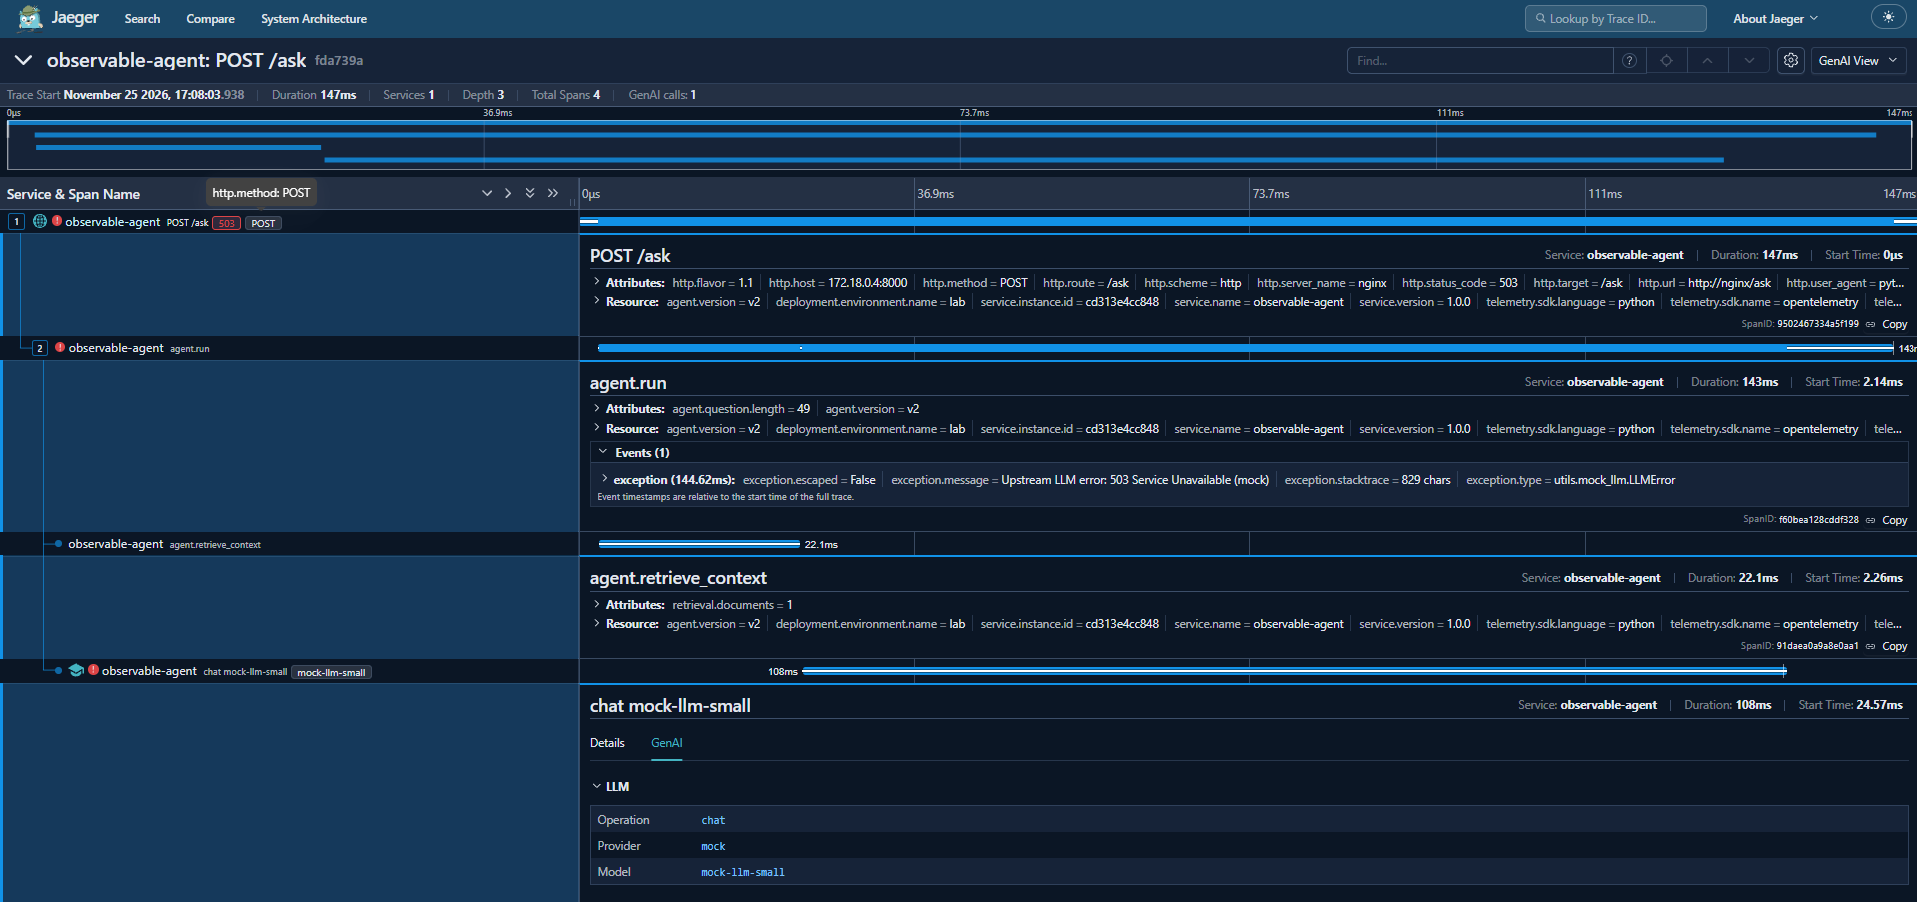 Jaeger Search Compare System Architecture Lookup by Trace ID... About Jaeger
observable-agent: POST /ask fda739a Find... ? GenAI View
Trace Start November 25 2026, 17:08:03.938 Duration 147ms Services 1 Depth 3 Total Spans 4 GenAI calls: 1
0μs 36.9ms 73.7ms 111ms 147ms
Service & Span Name http.method: POST 0μs 36.9ms 73.7ms 111ms 147ms
1 observable-agent POST /ask 503 POST
POST /ask Service: observable-agent Duration: 147ms Start Time: 0μs
Attributes: http.flavor = 1.1 http.host = 172.18.0.4:8000 http.method = POST http.route = /ask http.scheme = http http.server_name = nginx http.status_code = 503 http.target = /ask http.url = http://nginx/ask http.user_agent = pyt...
Resource: agent.version = v2 deployment.environment.name = lab service.instance.id = cd313e4cc848 service.name = observable-agent service.version = 1.0.0 telemetry.sdk.language = python telemetry.sdk.name = opentelemetry tele...
SpanID: 9502467334a5f199 Copy
2 observable-agent agent.run 143m
agent.run Service: observable-agent Duration: 143ms Start Time: 2.14ms
Attributes: agent.question.length = 49 agent.version = v2
Resource: agent.version = v2 deployment.environment.name = lab service.instance.id = cd313e4cc848 service.name = observable-agent service.version = 1.0.0 telemetry.sdk.language = python telemetry.sdk.name = opentelemetry tele...
Events (1)
exception (144.62ms): exception.escaped = False exception.message = Upstream LLM error: 503 Service Unavailable (mock) exception.stacktrace = 829 chars exception.type = utils.mock_llm.LLMError
Event timestamps are relative to the start time of the full trace.
SpanID: f60bea128cddf328 Copy
observable-agent agent.retrieve_context 22.1ms
agent.retrieve_context Service: observable-agent Duration: 22.1ms Start Time: 2.26ms
Attributes: retrieval.documents = 1
Resource: agent.version = v2 deployment.environment.name = lab service.instance.id = cd313e4cc848 service.name = observable-agent service.version = 1.0.0 telemetry.sdk.language = python telemetry.sdk.name = opentelemetry tele...
SpanID: 91daea0a9a8e0aa1 Copy
observable-agent chat mock-llm-small mock-llm-small 108ms
chat mock-llm-small Service: observable-agent Duration: 108ms Start Time: 24.57ms
Details GenAI
LLM
Operation chat
Provider mock
Model mock-llm-small